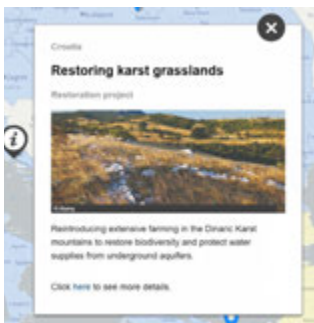 Croatia
Restoring karst grasslands
Restoration project
Reintroducing extensive farming in the Dinaric Karst
mountains to restore biodiversity and protect water
supplies from underground aquifers.
Click here to see more details.